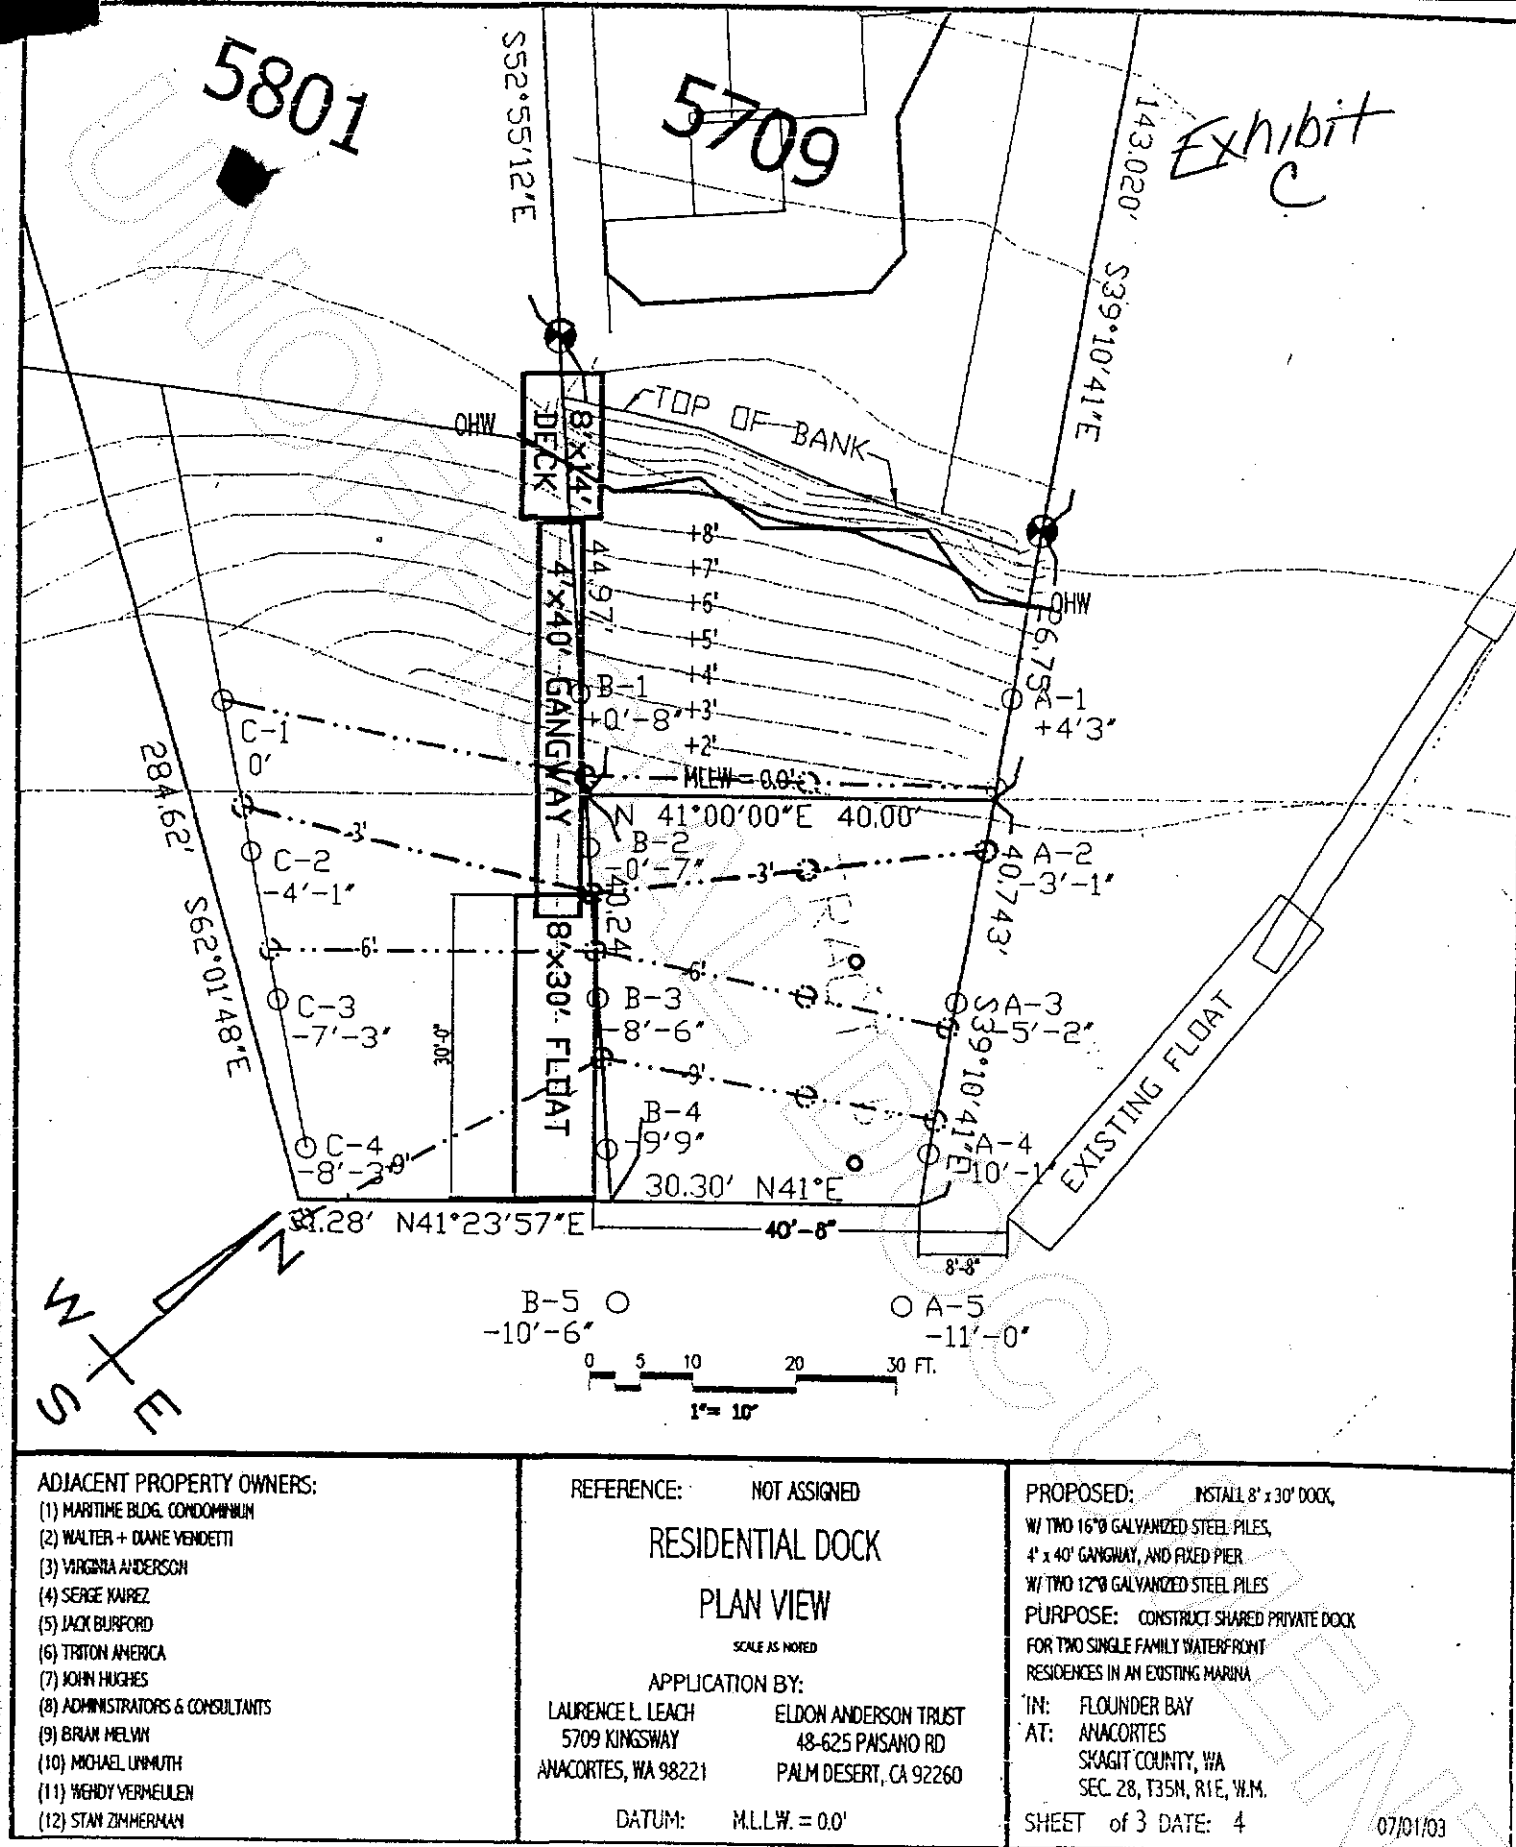 5801
5709
Exhibit
C
S52°55'12"E
143.020' S39°10'41"E
OHW
8'x14'
DECK
TOP OF BANK
+8'
+7'
+6'
+5'
+4'
+3'
+2'
OHW
44.97'
26.75'
4'x40' GANGWAY
B-1
+0'-8"
A-1
+4'3"
C-1
0'
MLLW = 0.0'
N 41°00'00"E 40.00'
284.62' S62°01'48"E
-3'
B-2
-0'-7"
A-2
-3'-1"
C-2
-4'-1"
-3'
40.24'
40.743' S39°10'41"E
TRACT
-6'
-6'
8'x30' FLOAT
30'-0"
C-3
-7'-3"
B-3
-8'-6"
A-3
-5'-2"
-9'
EXISTING FLOAT
B-4
-9'9"
A-4
-10'-1"
C-4
-8'-3"
-9'
30.30' N41°E
31.28' N41°23'57"E
40'-8"
8'-8"
N
W
S
E
B-5
-10'-6"
A-5
-11'-0"
0 5 10 20 30 FT.
1"= 10'
UNOFFICIAL DOCUMENT
ADJACENT PROPERTY OWNERS:
(1) MARITIME BLDG. CONDOMINIUM
(2) WALTER + DIANE VENDETTI
(3) VIRGINIA ANDERSON
(4) SERGE KAIREZ
(5) JACK BURFORD
(6) TRITON AMERICA
(7) JOHN HUGHES
(8) ADMINISTRATORS & CONSULTANTS
(9) BRIAN MELVIN
(10) MICHAEL UNMUTH
(11) WENDY VERMEULEN
(12) STAN ZIMMERMAN
REFERENCE: NOT ASSIGNED
RESIDENTIAL DOCK
PLAN VIEW
SCALE AS NOTED
APPLICATION BY:
LAURENCE L. LEACH
5709 KINGSWAY
ANACORTES, WA 98221
ELDON ANDERSON TRUST
48-625 PAISANO RD
PALM DESERT, CA 92260
DATUM: M.L.L.W. = 0.0'
PROPOSED: INSTALL 8' x 30' DOCK,
W/ TWO 16"Ø GALVANIZED STEEL PILES,
4' x 40' GANGWAY, AND FIXED PIER
W/ TWO 12"Ø GALVANIZED STEEL PILES
PURPOSE: CONSTRUCT SHARED PRIVATE DOCK
FOR TWO SINGLE FAMILY WATERFRONT
RESIDENCES IN AN EXISTING MARINA
IN: FLOUNDER BAY
AT: ANACORTES
SKAGIT COUNTY, WA
SEC. 28, T35N, R1E, W.M.
SHEET of 3 DATE: 4
07/01/03